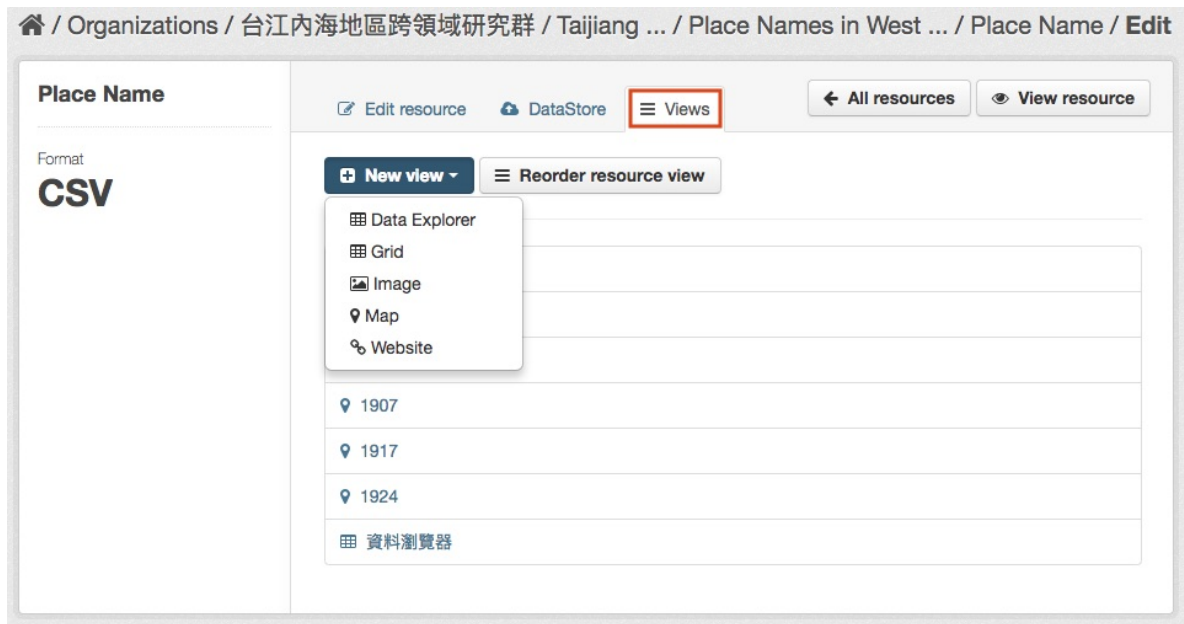 / Organizations / 台江內海地區跨領域研究群 / Taijiang ... / Place Names in West ... / Place Name / Edit
Place Name
Format
CSV
Edit resource DataStore Views All resources View resource
New view Reorder resource view
Data Explorer
Grid
Image
Map
Website
1907
1917
1924
資料瀏覽器